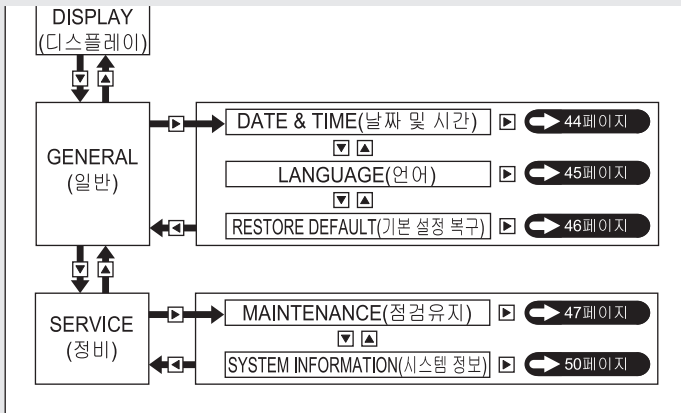 DISPLAY
(디스플레이)
GENERAL
(일반)
DATE & TIME(날짜 및 시간)
44페이지
LANGUAGE(언어)
45페이지
RESTORE DEFAULT(기본 설정 복구)
46페이지
SERVICE
(정비)
MAINTENANCE(점검유지)
47페이지
SYSTEM INFORMATION(시스템 정보)
50페이지